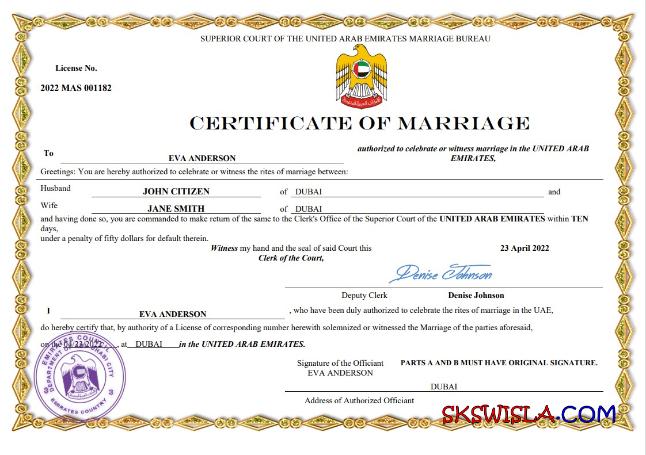 SUPERIOR COURT OF THE UNITED ARAB EMIRATES MARRIAGE BUREAU
License No.
2022 MAS 001182
CERTIFICATE OF MARRIAGE
To EVA ANDERSON authorized to celebrate or witness marriage in the UNITED ARAB
EMIRATES,
Greetings: You are hereby authorized to celebrate or witness the rites of marriage between:
Husband JOHN CITIZEN of DUBAI and
Wife JANE SMITH of DUBAI
and having done so, you are commanded to make return of the same to the Clerk's Office of the Superior Court of the UNITED ARAB EMIRATES within TEN
days,
under a penalty of fifty dollars for default therein.
Witness my hand and the seal of said Court this 23 April 2022
Clerk of the Court,
Denise Johnson
Deputy Clerk Denise Johnson
I EVA ANDERSON , who have been duly authorized to celebrate the rites of marriage in the UAE,
do hereby certify that, by authority of a License of corresponding number herewith solemnized or witnessed the Marriage of the parties aforesaid,
on the 04/23/2022, at DUBAI in the UNITED ARAB EMIRATES.
Signature of the Officiant PARTS A AND B MUST HAVE ORIGINAL SIGNATURE.
EVA ANDERSON
DUBAI
Address of Authorized Officiant
EMIRATES COUNTRY
SKSWISLA.COM